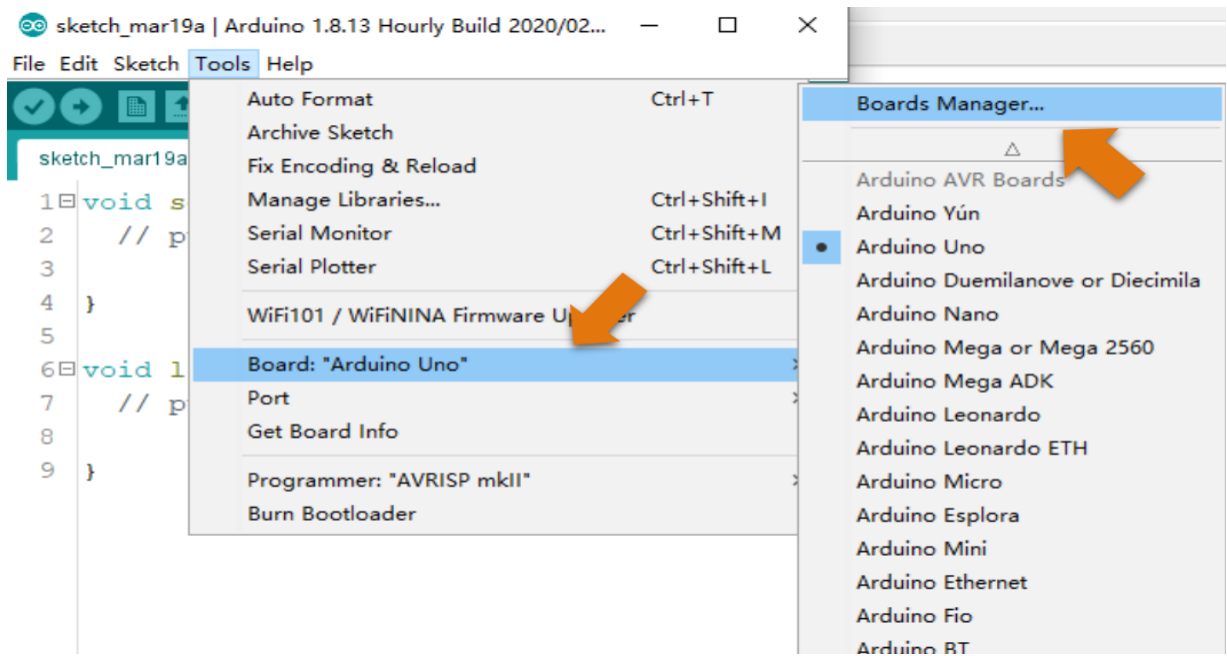 sketch_mar19a | Arduino 1.8.13 Hourly Build 2020/02...
File Edit Sketch Tools Help
sketch_mar19a
1 void s
2 // p
3
4 }
5
6 void l
7 // p
8
9 }
Auto Format Ctrl+T
Archive Sketch
Fix Encoding & Reload
Manage Libraries... Ctrl+Shift+I
Serial Monitor Ctrl+Shift+M
Serial Plotter Ctrl+Shift+L
WiFi101 / WiFiNINA Firmware
Board: "Arduino Uno"
Port
Get Board Info
Programmer: "AVRISP mkII"
Burn Bootloader
Boards Manager...
Arduino AVR Boards
Arduino Yún
Arduino Uno
Arduino Duemilanove or Diecimila
Arduino Nano
Arduino Mega or Mega 2560
Arduino Mega ADK
Arduino Leonardo
Arduino Leonardo ETH
Arduino Micro
Arduino Esplora
Arduino Mini
Arduino Ethernet
Arduino Fio
Arduino BT